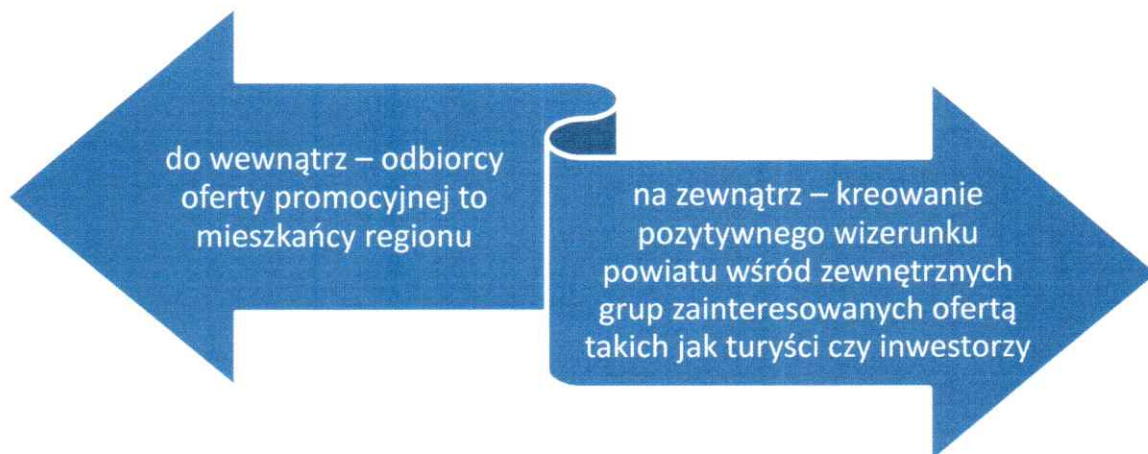 do wewnątrz – odbiorcy
oferty promocyjnej to
mieszkańcy regionu
na zewnątrz – kreowanie
pozytywnego wizerunku
powiatu wśród zewnętrznych
grup zainteresowanych ofertą
takich jak turyści czy inwestorzy